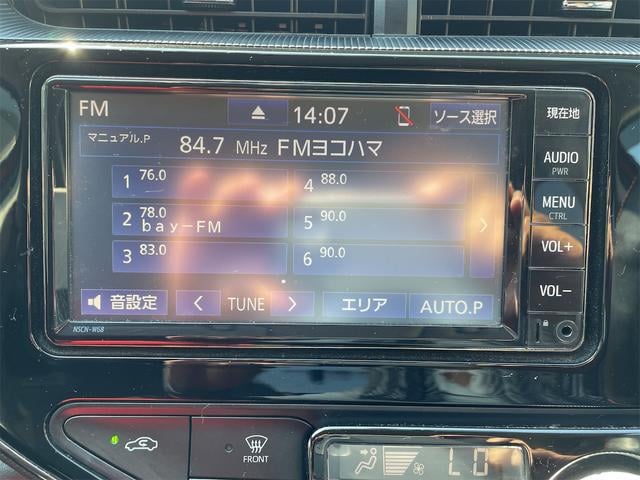 FM
14:07
ソース選択
マニュアル.P 84.7 MHz FMヨコハマ
1 76.0
4 88.0
2 78.0
bay-FM
5 90.0
3 83.0
6 90.0
音設定
TUNE
エリア
AUTO.P
NSCN-W68
現在地
AUDIO
PWR
MENU
CTRL
VOL+
VOL-
FRONT
LO